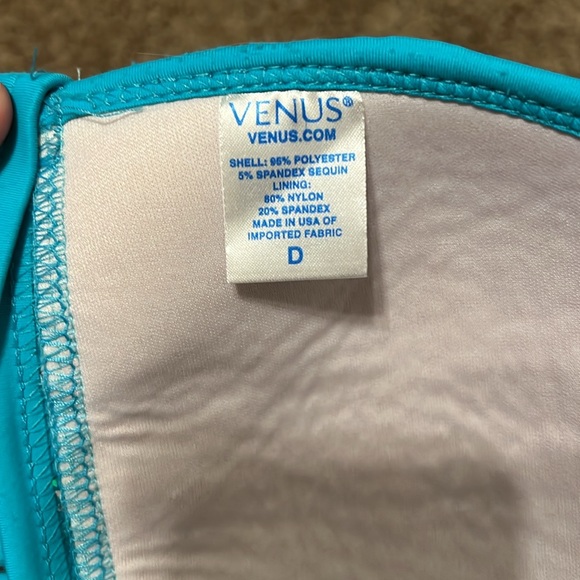 VENUS®
VENUS.COM
SHELL: 96% POLYESTER
5% SPANDEX SEQUIN
LINING:
80% NYLON
20% SPANDEX
MADE IN USA OF
IMPORTED FABRIC
D